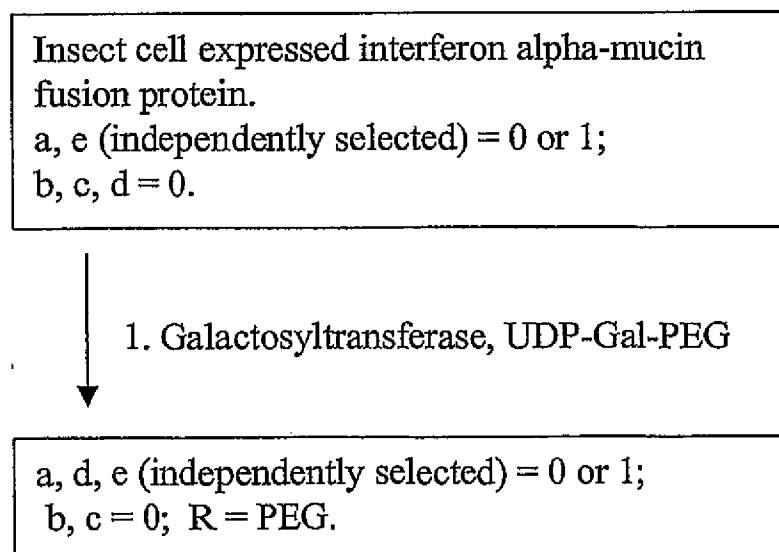 Insect cell expressed interferon alpha-mucin
fusion protein.
a, e (independently selected) = 0 or 1;
b, c, d = 0.
1. Galactosyltransferase, UDP-Gal-PEG
a, d, e (independently selected) = 0 or 1;
b, c = 0; R = PEG.